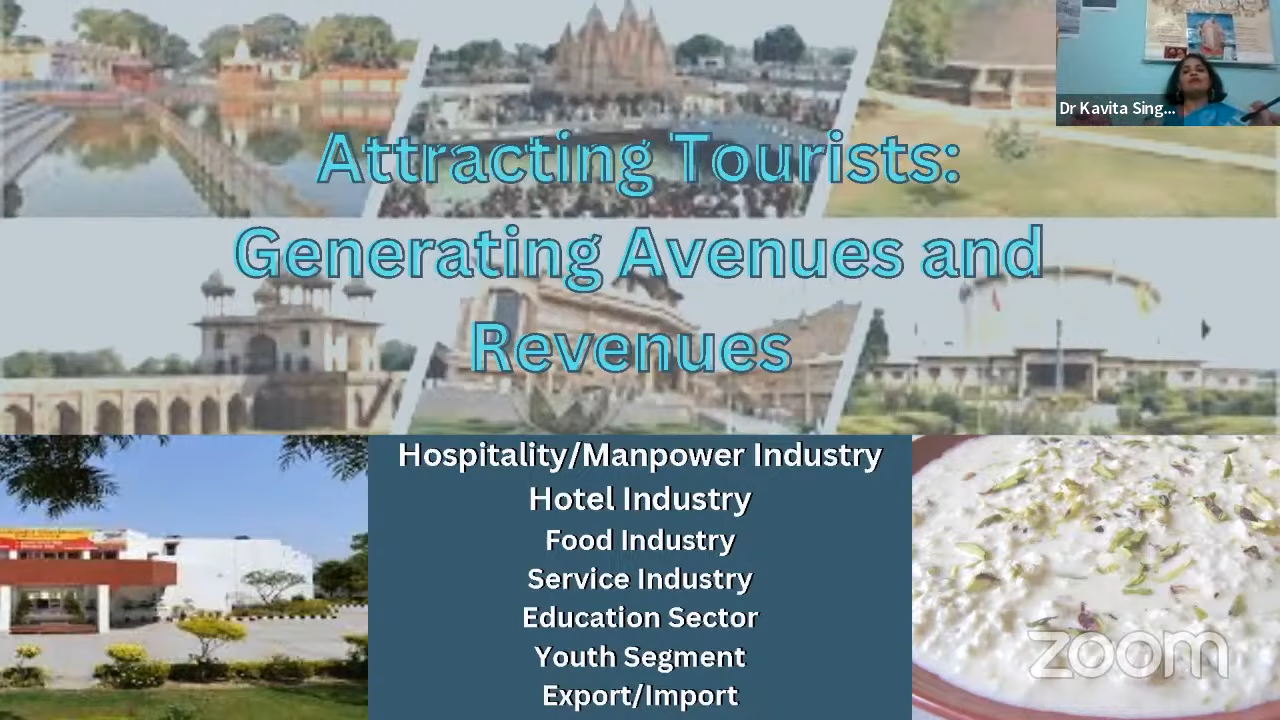 Dr Kavita Sing...
Attracting Tourists:
Generating Avenues and
Revenues
Hospitality/Manpower Industry
Hotel Industry
Food Industry
Service Industry
Education Sector
Youth Segment
Export/Import
zoom